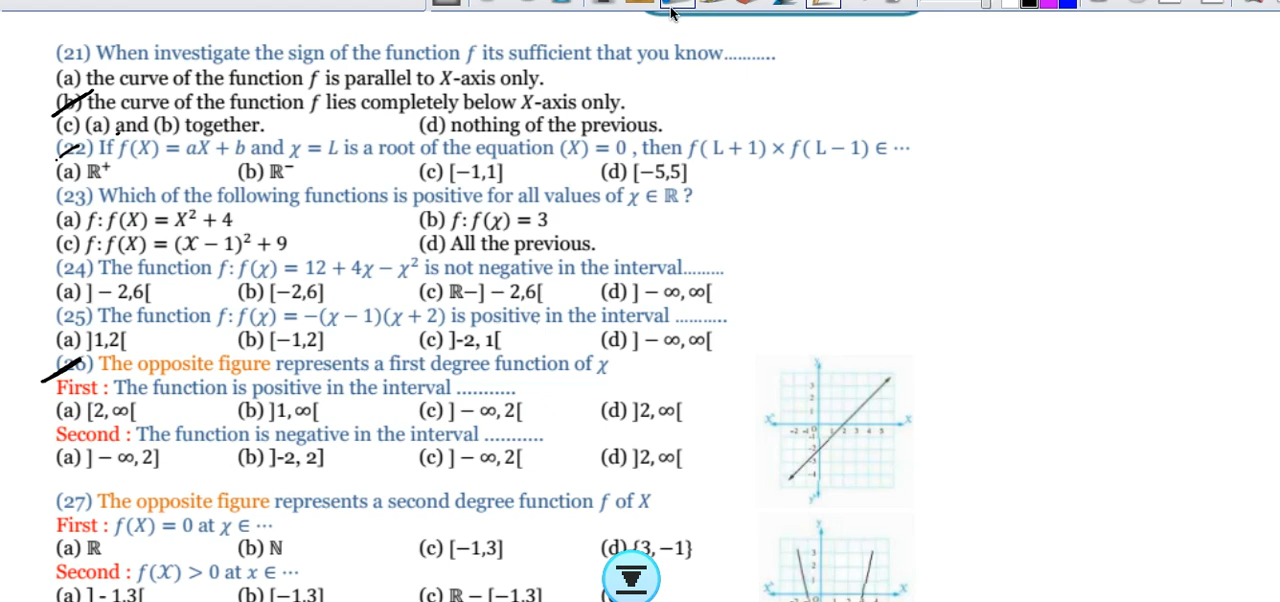 (21) When investigate the sign of the function f its sufficient that you know...........
(a) the curve of the function f is parallel to X-axis only.
(b) the curve of the function f lies completely below X-axis only.
(c) (a) and (b) together. (d) nothing of the previous.
(22) If f(X) = aX + b and χ = L is a root of the equation (X) = 0 , then f( L + 1) × f( L − 1) ∈ ⋯
(a) ℝ⁺ (b) ℝ⁻ (c) [−1,1] (d) [−5,5]
(23) Which of the following functions is positive for all values of χ ∈ ℝ ?
(a) f: f(X) = X² + 4 (b) f: f(χ) = 3
(c) f: f(X) = (X − 1)² + 9 (d) All the previous.
(24) The function f: f(χ) = 12 + 4χ − χ² is not negative in the interval.........
(a) ] − 2,6[ (b) [−2,6] (c) ℝ−] − 2,6[ (d) ] − ∞, ∞[
(25) The function f: f(χ) = −(χ − 1)(χ + 2) is positive in the interval ...........
(a) ]1,2[ (b) [−1,2] (c) ]-2, 1[ (d) ] − ∞, ∞[
(26) The opposite figure represents a first degree function of χ
First : The function is positive in the interval ...........
(a) [2, ∞[ (b) ]1, ∞[ (c) ] − ∞, 2[ (d) ]2, ∞[
Second : The function is negative in the interval ...........
(a) ] − ∞, 2] (b) ]-2, 2] (c) ] − ∞, 2[ (d) ]2, ∞[
(27) The opposite figure represents a second degree function f of X
First : f(X) = 0 at χ ∈ ⋯
(a) ℝ (b) ℕ (c) [−1,3] (d) {3, −1}
Second : f(X) > 0 at x ∈ ⋯
(a) ] - 1,3[ (b) [−1,3] (c) ℝ − [−1,3]